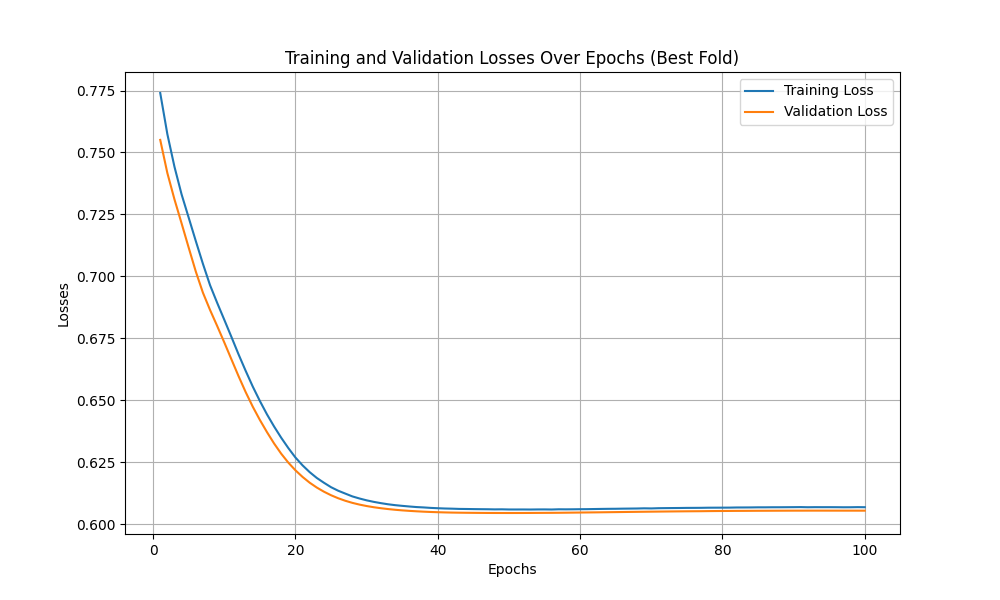 Training and Validation Losses Over Epochs (Best Fold)
Training Loss
Validation Loss
0.775
0.750
0.725
0.700
0.675
0.650
0.625
0.600
Losses
0 20 40 60 80 100
Epochs